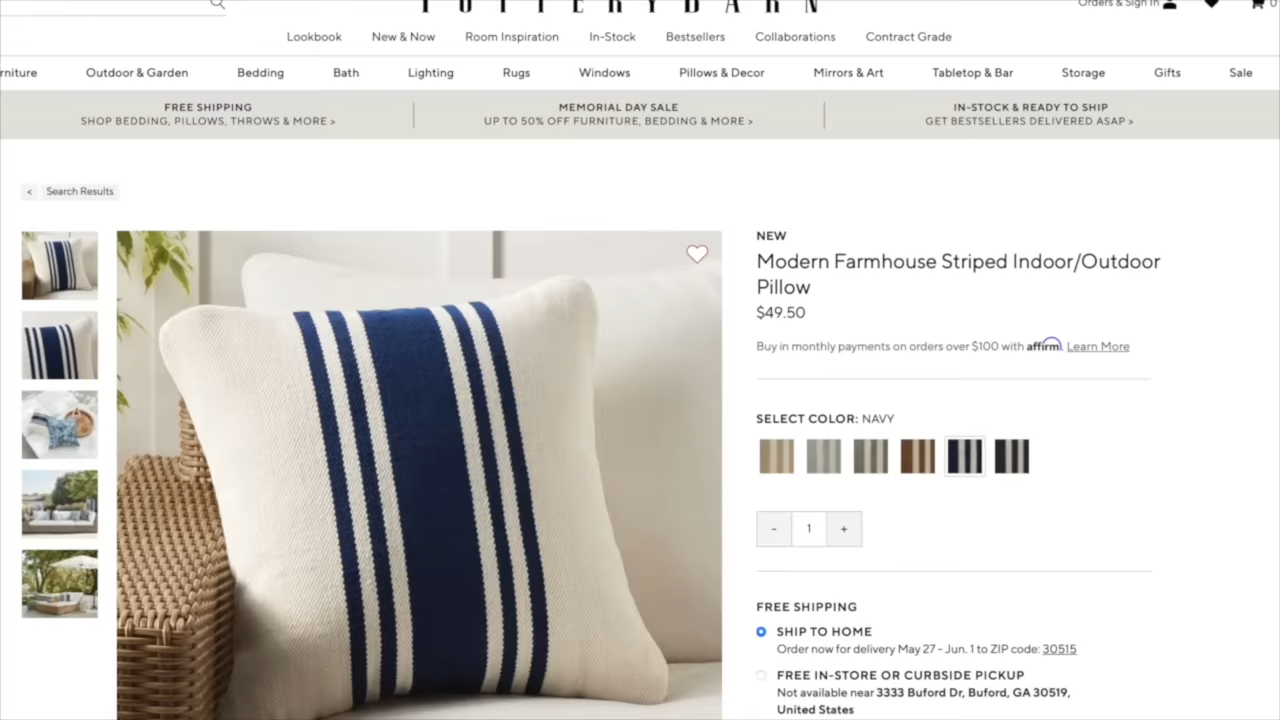 POTTERY BARN
Orders & Sign In
0
Lookbook
New & Now
Room Inspiration
In-Stock
Bestsellers
Collaborations
Contract Grade
rniture
Outdoor & Garden
Bedding
Bath
Lighting
Rugs
Windows
Pillows & Decor
Mirrors & Art
Tabletop & Bar
Storage
Gifts
Sale
FREE SHIPPING
SHOP BEDDING, PILLOWS, THROWS & MORE >
MEMORIAL DAY SALE
UP TO 50% OFF FURNITURE, BEDDING & MORE >
IN-STOCK & READY TO SHIP
GET BESTSELLERS DELIVERED ASAP >
< Search Results
NEW
Modern Farmhouse Striped Indoor/Outdoor
Pillow
$49.50
Buy in monthly payments on orders over $100 with affirm. Learn More
SELECT COLOR: NAVY
- 1 +
FREE SHIPPING
SHIP TO HOME
Order now for delivery May 27 - Jun. 1 to ZIP code: 30515
FREE IN-STORE OR CURBSIDE PICKUP
Not available near 3333 Buford Dr, Buford, GA 30519,
United States